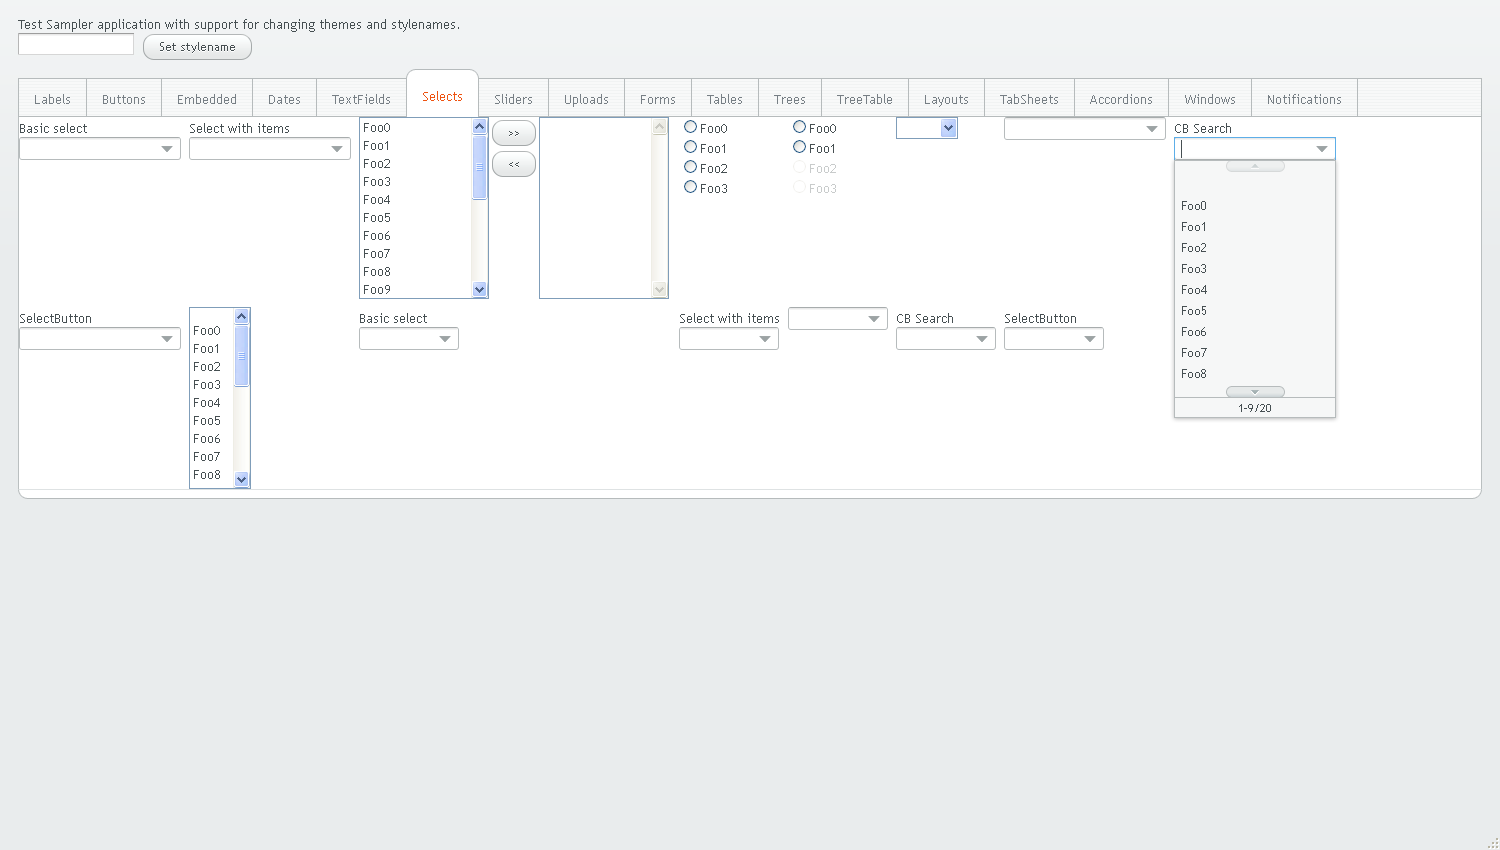 Test Sampler application with support for changing themes and stylenames.
Set stylename
Labels Buttons Embedded Dates TextFields Selects Sliders Uploads Forms Tables Trees TreeTable Layouts TabSheets Accordions Windows Notifications
Basic select
Select with items
Foo0
Foo1
Foo2
Foo3
Foo4
Foo5
Foo6
Foo7
Foo8
Foo9
>>
<<
Foo0
Foo1
Foo2
Foo3
Foo0
Foo1
Foo2
Foo3
CB Search
Foo0
Foo1
Foo2
Foo3
Foo4
Foo5
Foo6
Foo7
Foo8
1-9/20
SelectButton
Foo0
Foo1
Foo2
Foo3
Foo4
Foo5
Foo6
Foo7
Foo8
Basic select
Select with items
CB Search
SelectButton